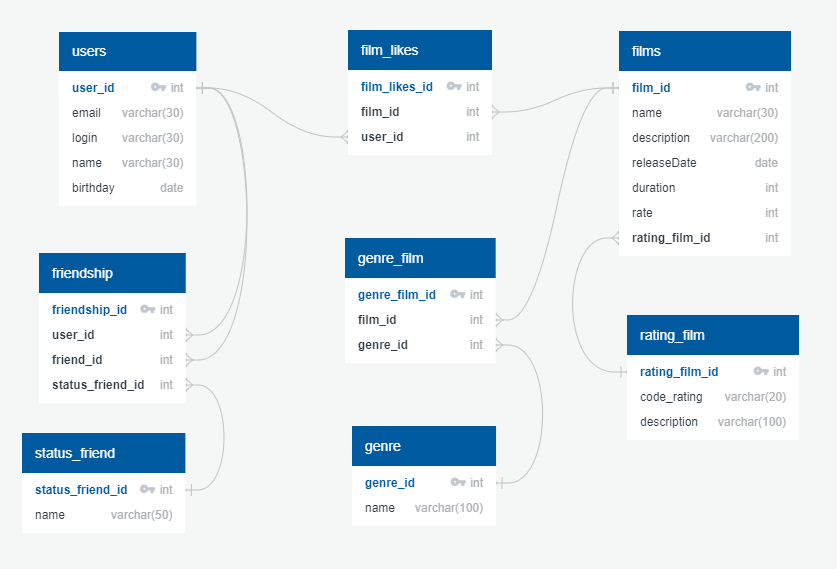 users
user_id int
email varchar(30)
login varchar(30)
name varchar(30)
birthday date
film_likes
film_likes_id int
film_id int
user_id int
films
film_id int
name varchar(30)
description varchar(200)
releaseDate date
duration int
rate int
rating_film_id int
friendship
friendship_id int
user_id int
friend_id int
status_friend_id int
genre_film
genre_film_id int
film_id int
genre_id int
rating_film
rating_film_id int
code_rating varchar(20)
description varchar(100)
status_friend
status_friend_id int
name varchar(50)
genre
genre_id int
name varchar(100)